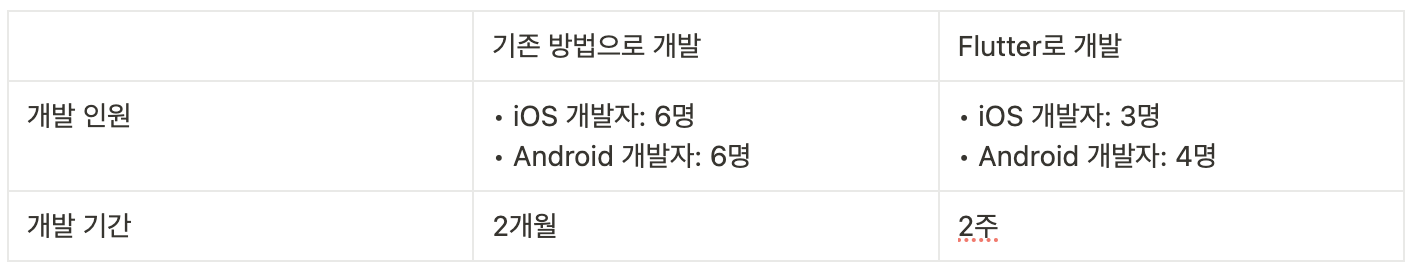 기존 방법으로 개발
Flutter로 개발
개발 인원
• iOS 개발자: 6명
• Android 개발자: 6명
• iOS 개발자: 3명
• Android 개발자: 4명
개발 기간
2개월
2주